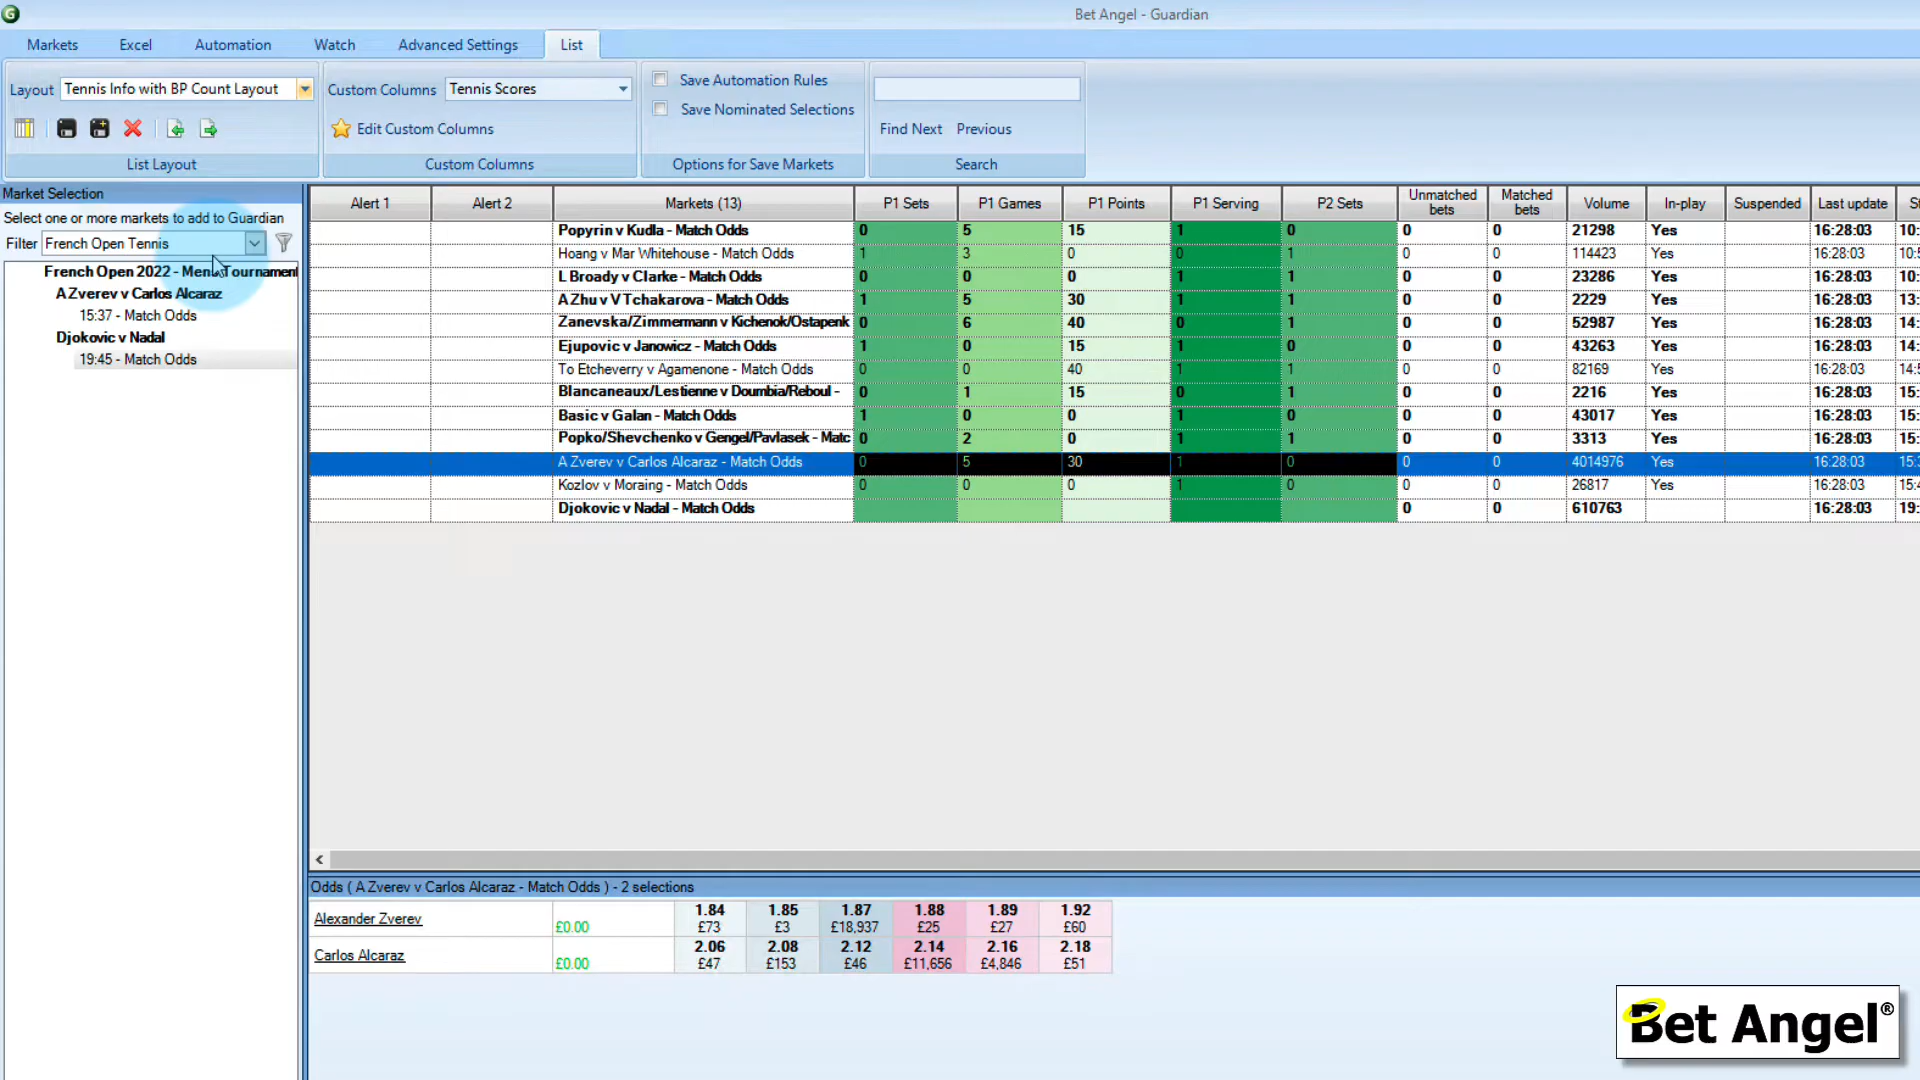 Bet Angel - Guardian
Markets Excel Automation Watch Advanced Settings List
Layout Tennis Info with BP Count Layout Custom Columns Tennis Scores Save Automation Rules
Save Nominated Selections
Edit Custom Columns Find Next Previous
List Layout Custom Columns Options for Save Markets Search
Market Selection
Select one or more markets to add to Guardian
Filter French Open Tennis
French Open 2022 - Mens Tournament
A Zverev v Carlos Alcaraz
15:37 - Match Odds
Djokovic v Nadal
19:45 - Match Odds
Alert 1 Alert 2 Markets (13) P1 Sets P1 Games P1 Points P1 Serving P2 Sets Unmatched bets Matched bets Volume In-play Suspended Last update St
Popyrin v Kudla - Match Odds 0 5 15 1 0 0 0 21298 Yes 16:28:03 10:
Hoang v Mar Whitehouse - Match Odds 1 3 0 0 1 0 0 114423 Yes 16:28:03 10:5
L Broady v Clarke - Match Odds 0 0 0 1 1 0 0 23286 Yes 16:28:03 10:
A Zhu v V Tchakarova - Match Odds 1 5 30 1 1 0 0 2229 Yes 16:28:03 13:
Zanevska/Zimmermann v Kichenok/Ostapenk 0 6 40 0 1 0 0 52987 Yes 16:28:03 14:
Ejupovic v Janowicz - Match Odds 1 0 15 1 0 0 0 43263 Yes 16:28:03 14:
To Etcheverry v Agamenone - Match Odds 0 0 40 1 1 0 0 82169 Yes 16:28:03 14:5
Blancaneaux/Lestienne v Doumbia/Reboul - 0 1 15 0 1 0 0 2216 Yes 16:28:03 15:
Basic v Galan - Match Odds 1 0 0 1 0 0 0 43017 Yes 16:28:03 15:
Popko/Shevchenko v Gengel/Pavlasek - Matc 0 2 0 1 1 0 0 3313 Yes 16:28:03 15:
A Zverev v Carlos Alcaraz - Match Odds 0 5 30 1 0 0 0 4014976 Yes 16:28:03 15:3
Kozlov v Moraing - Match Odds 0 0 0 1 0 0 0 26817 Yes 16:28:03 15:4
Djokovic v Nadal - Match Odds 0 0 610763 16:28:03 19:
Odds ( A Zverev v Carlos Alcaraz - Match Odds ) - 2 selections
Alexander Zverev £0.00 1.84 1.85 1.87 1.88 1.89 1.92
£73 £3 £18,937 £25 £27 £60
Carlos Alcaraz £0.00 2.06 2.08 2.12 2.14 2.16 2.18
£47 £153 £46 £11,656 £4,846 £51
Bet Angel®